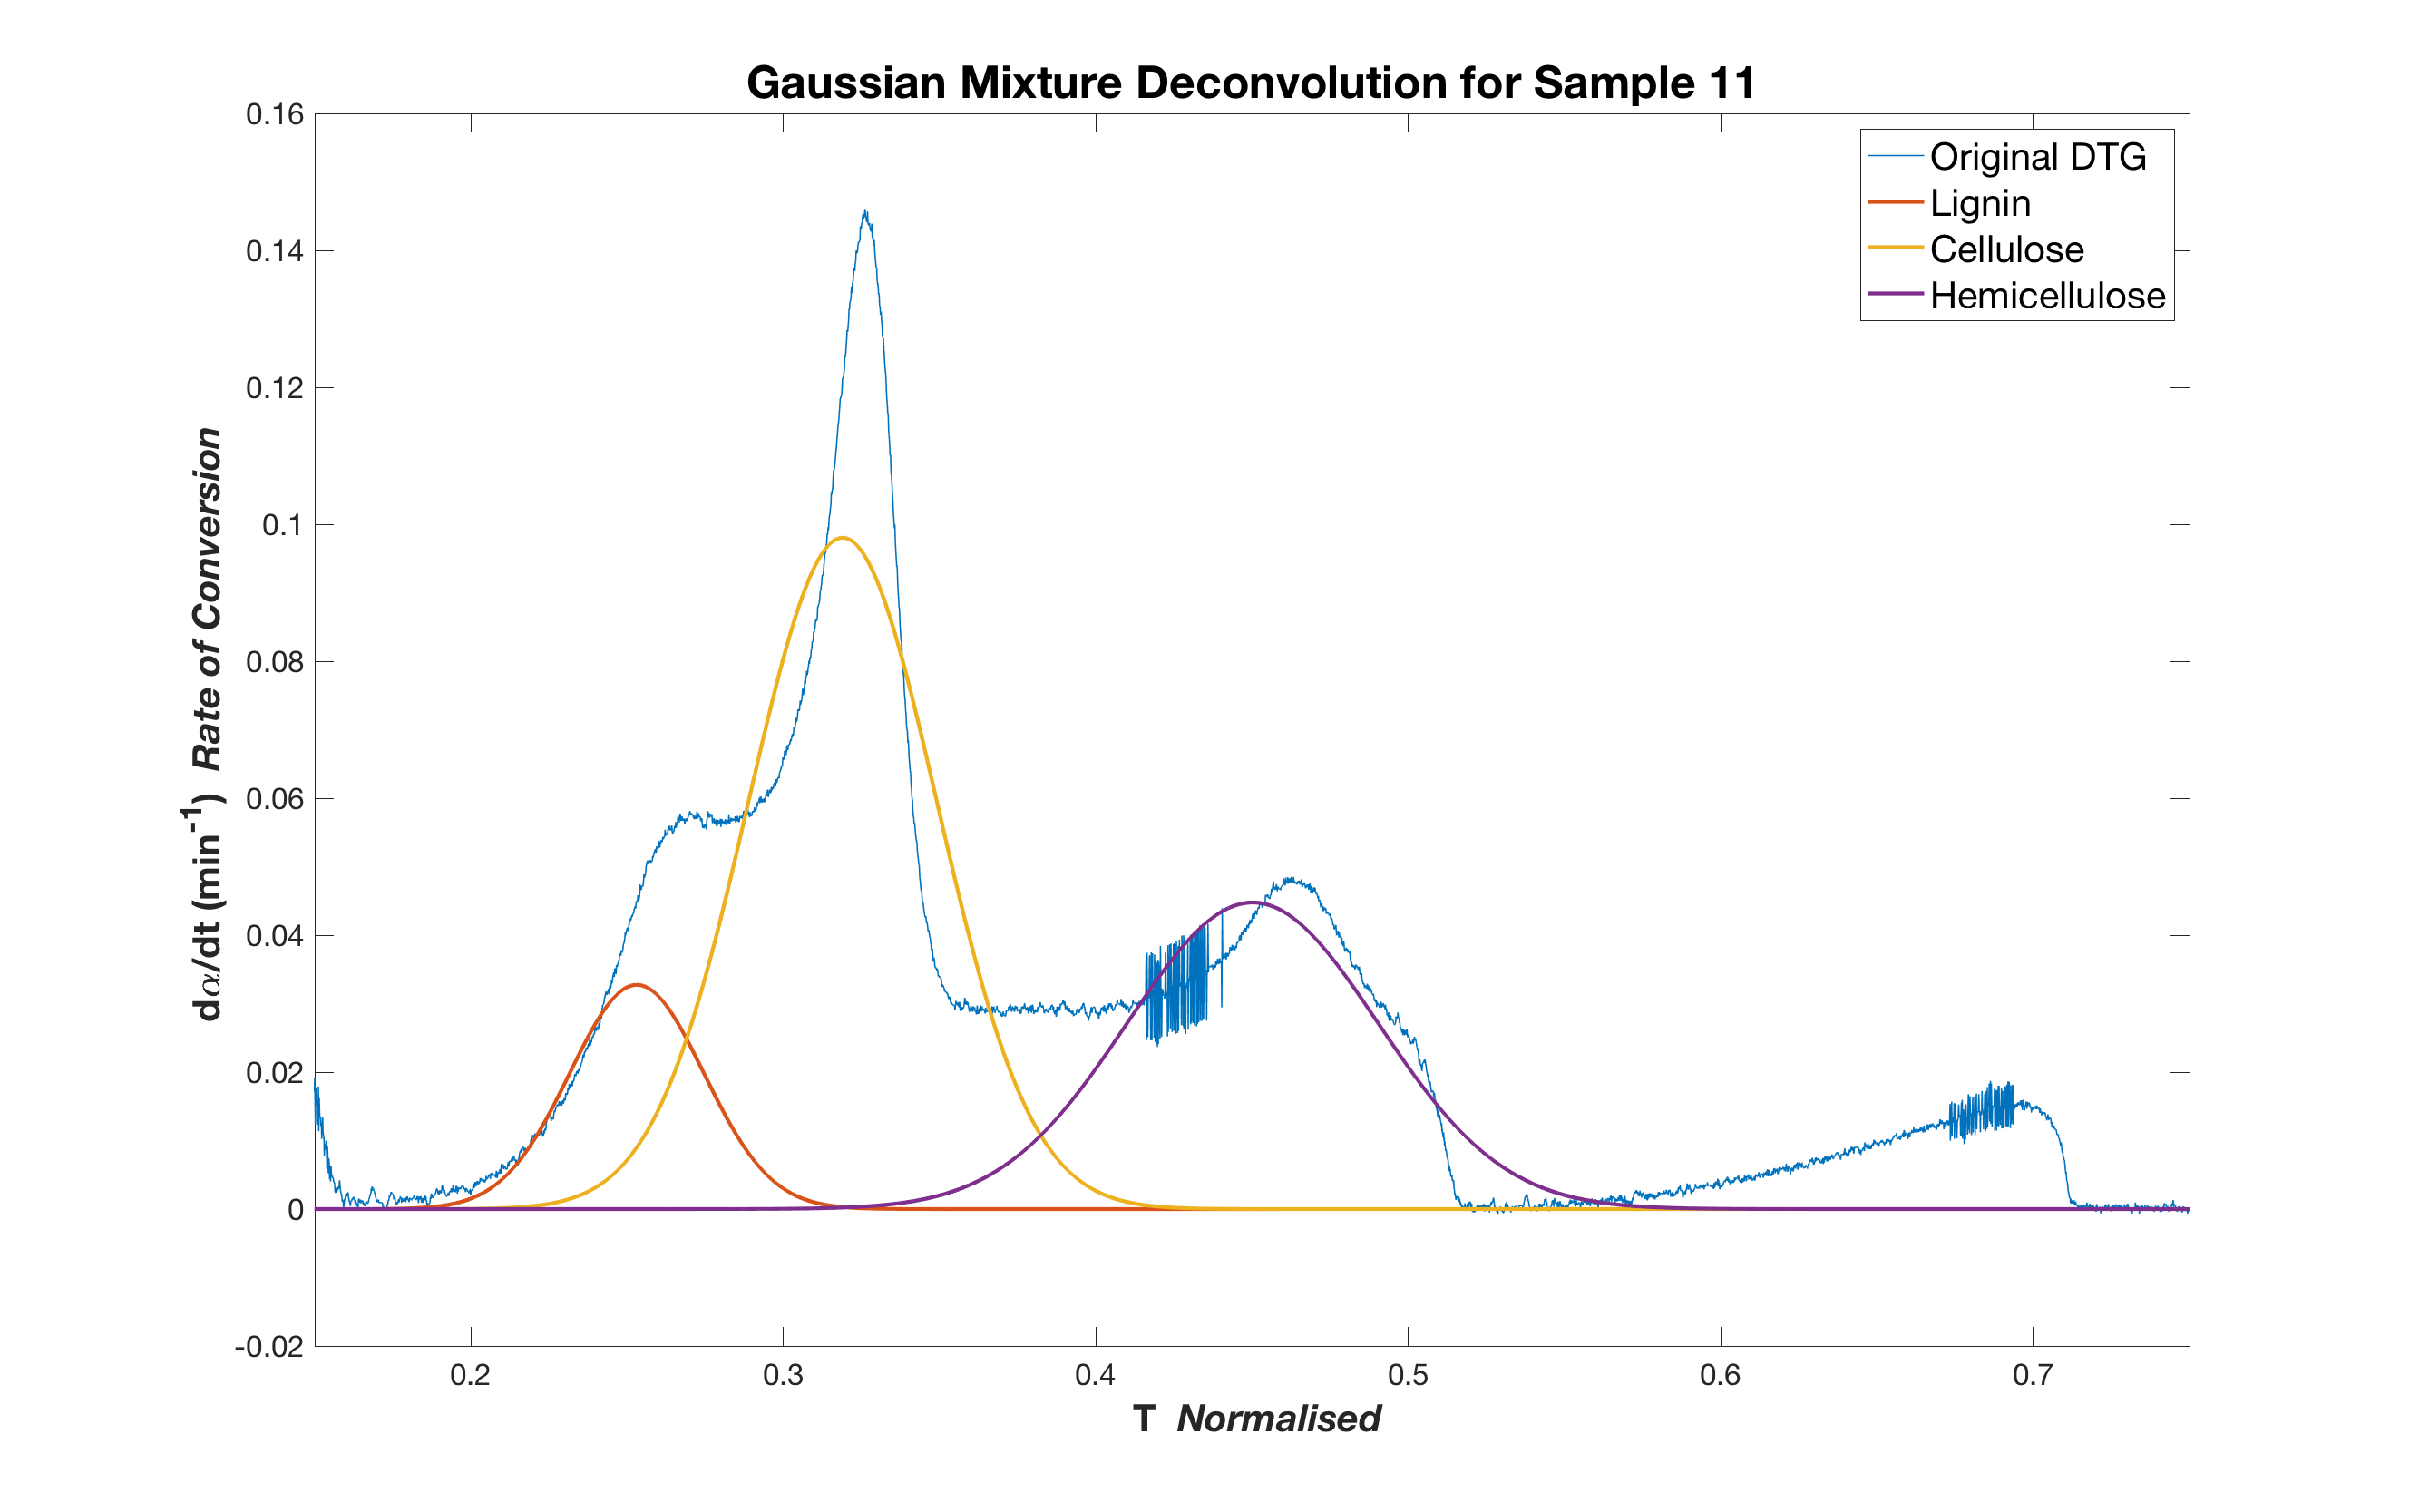 Gaussian Mixture Deconvolution for Sample 11
0.16
0.14
0.12
0.1
0.08
0.06
0.04
0.02
0
-0.02
dα/dt (min⁻¹) Rate of Conversion
Original DTG
Lignin
Cellulose
Hemicellulose
0.2 0.3 0.4 0.5 0.6 0.7
T Normalised